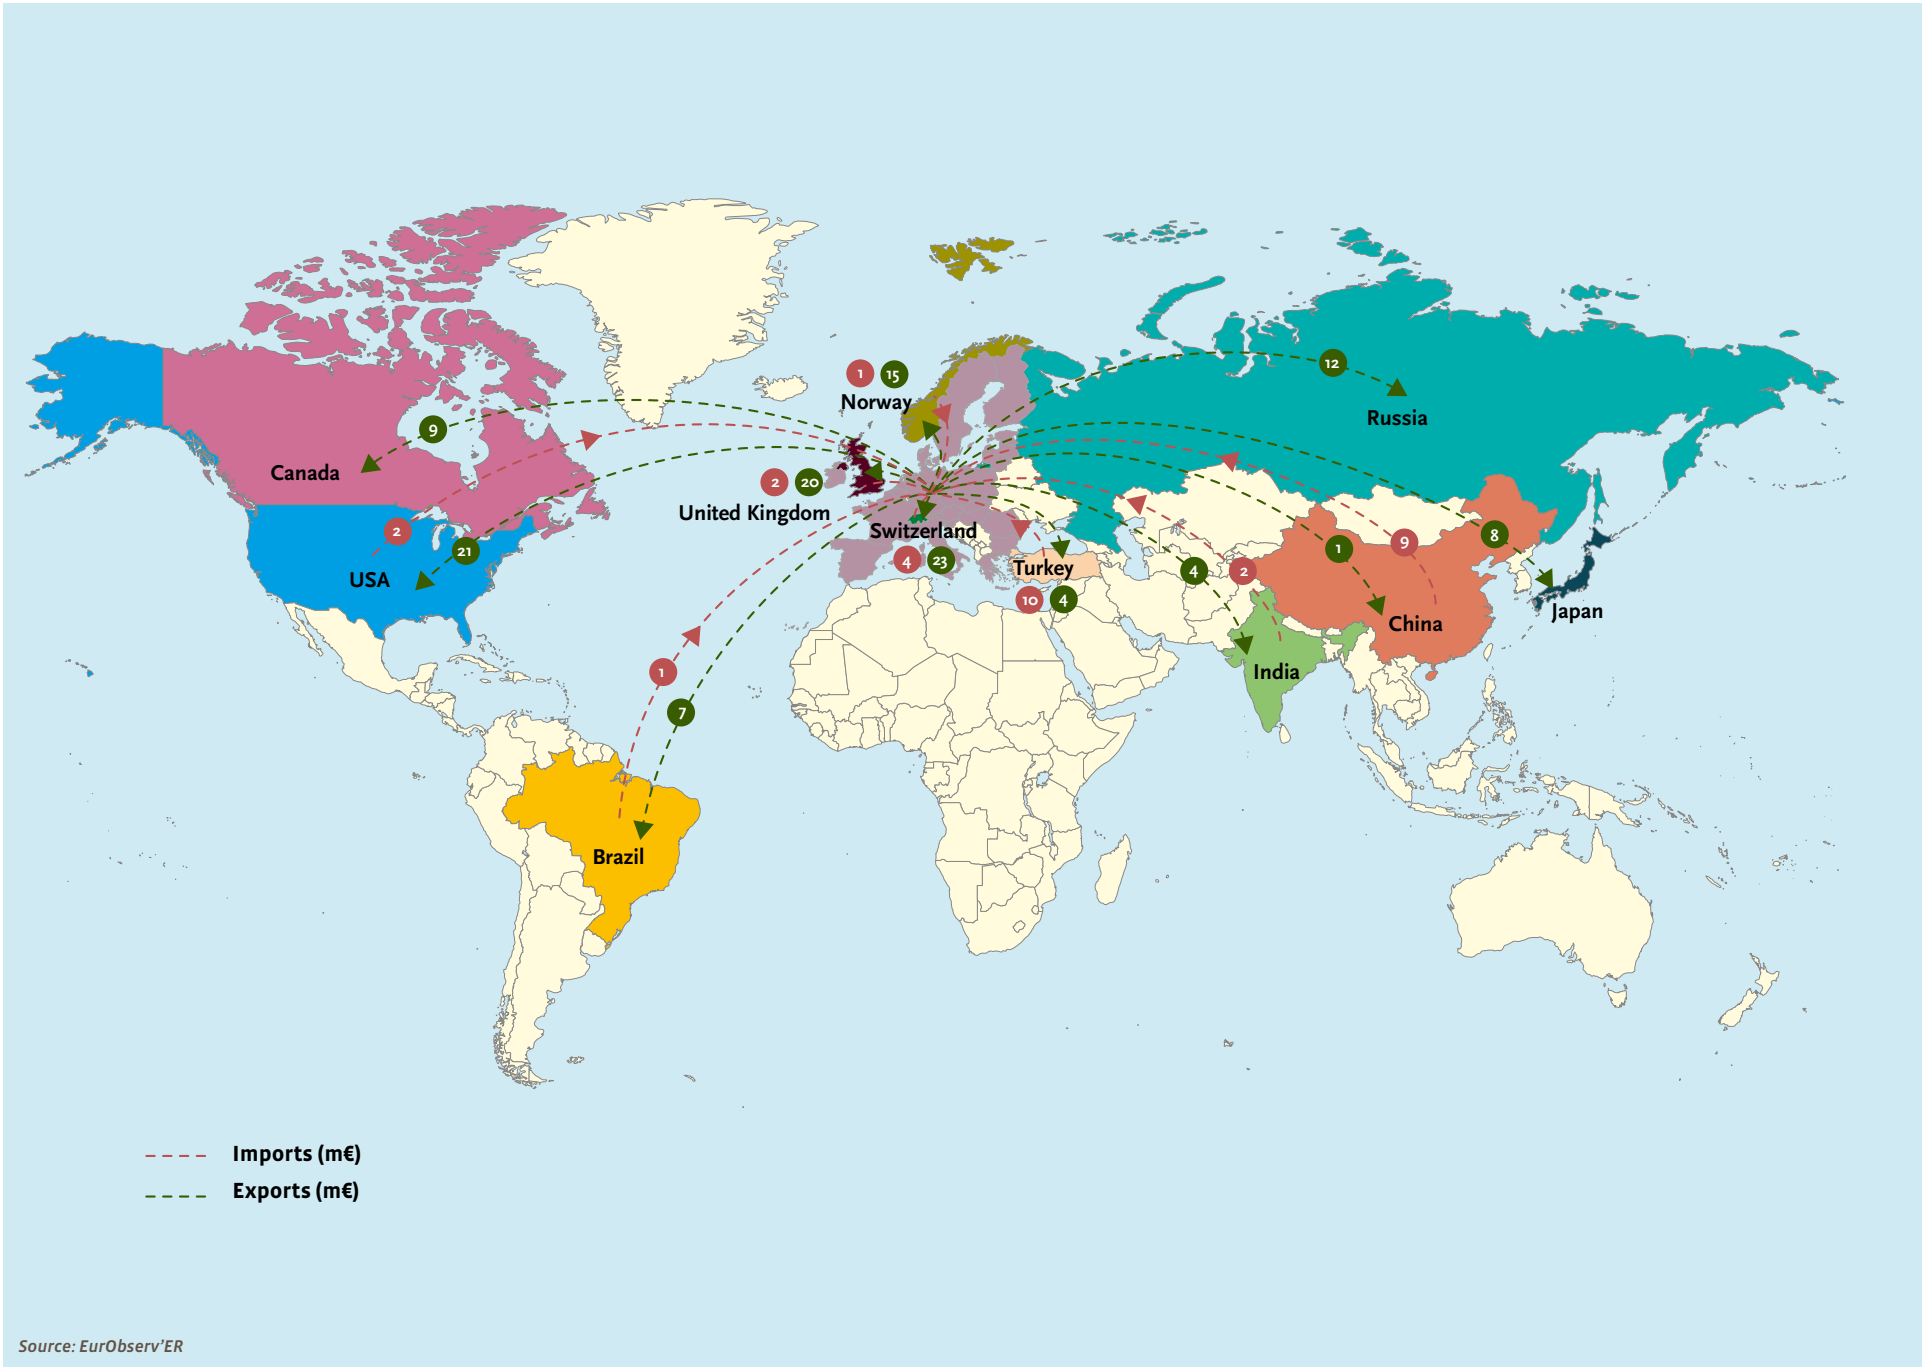 12
1 15
Norway
Russia
9
Canada
2 20
United Kingdom
Switzerland
2
21
USA
8
9
1
4 23
Turkey
4
2
10 4
Japan
China
India
1
7
Brazil
Imports (m€)
Exports (m€)
Source: EurObserv’ER